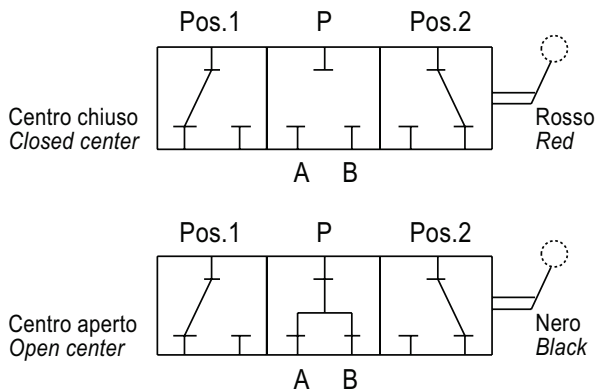 Pos.1 P Pos.2
Centro chiuso
Closed center
Rosso
Red
A B
Pos.1 P Pos.2
Centro aperto
Open center
Nero
Black
A B